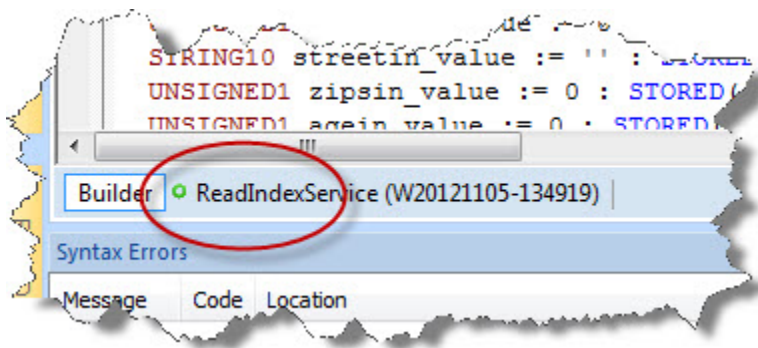 STRING10 streetin_value := '' :
UNSIGNED1 zipsin_value := 0 : STORED(
UNSIGNED1 agein_value := 0 : STORED(
Builder ReadIndexService (W20121105-134919)
Syntax Errors
Message Code Location